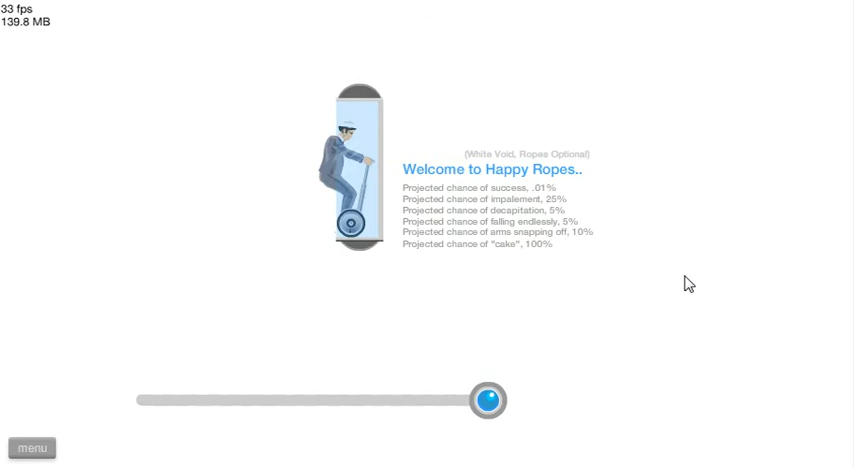 33 fps
139.8 MB
(White Void, Ropes Optional)
Welcome to Happy Ropes..
Projected chance of success, .01%
Projected chance of impalement, 25%
Projected chance of decapitation, 5%
Projected chance of falling endlessly, 5%
Projected chance of arms snapping off, 10%
Projected chance of "cake", 100%
menu